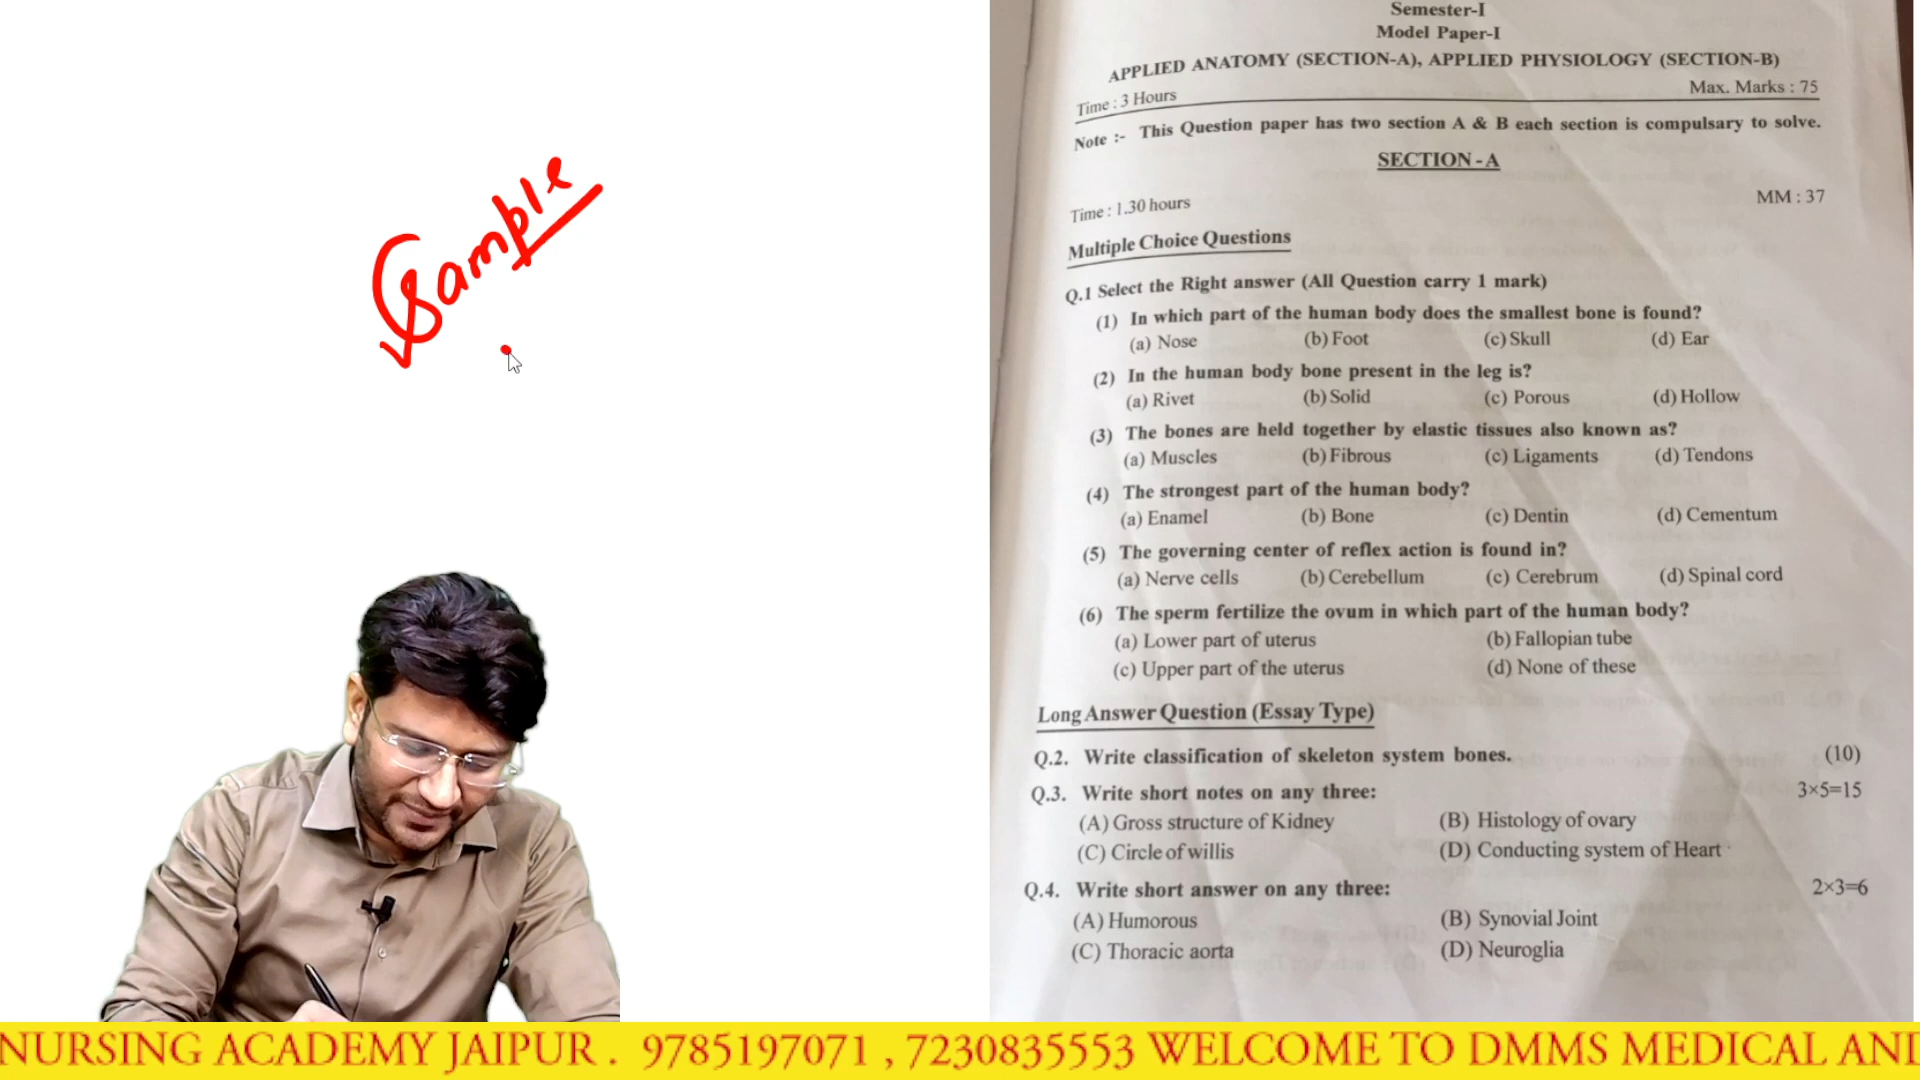 Sample
Semester-I
Model Paper-I
APPLIED ANATOMY (SECTION-A), APPLIED PHYSIOLOGY (SECTION-B)
Time : 3 Hours Max. Marks : 75
Note :- This Question paper has two section A & B each section is compulsary to solve.
SECTION - A
Time : 1.30 hours MM : 37
Multiple Choice Questions
Q.1 Select the Right answer (All Question carry 1 mark)
(1) In which part of the human body does the smallest bone is found?
(a) Nose (b) Foot (c) Skull (d) Ear
(2) In the human body bone present in the leg is?
(a) Rivet (b) Solid (c) Porous (d) Hollow
(3) The bones are held together by elastic tissues also known as?
(a) Muscles (b) Fibrous (c) Ligaments (d) Tendons
(4) The strongest part of the human body?
(a) Enamel (b) Bone (c) Dentin (d) Cementum
(5) The governing center of reflex action is found in?
(a) Nerve cells (b) Cerebellum (c) Cerebrum (d) Spinal cord
(6) The sperm fertilize the ovum in which part of the human body?
(a) Lower part of uterus (b) Fallopian tube
(c) Upper part of the uterus (d) None of these
Long Answer Question (Essay Type)
Q.2. Write classification of skeleton system bones. (10)
Q.3. Write short notes on any three: 3×5=15
(A) Gross structure of Kidney (B) Histology of ovary
(C) Circle of willis (D) Conducting system of Heart
Q.4. Write short answer on any three: 2×3=6
(A) Humorous (B) Synovial Joint
(C) Thoracic aorta (D) Neuroglia
NURSING ACADEMY JAIPUR . 9785197071 , 7230835553 WELCOME TO DMMS MEDICAL AND